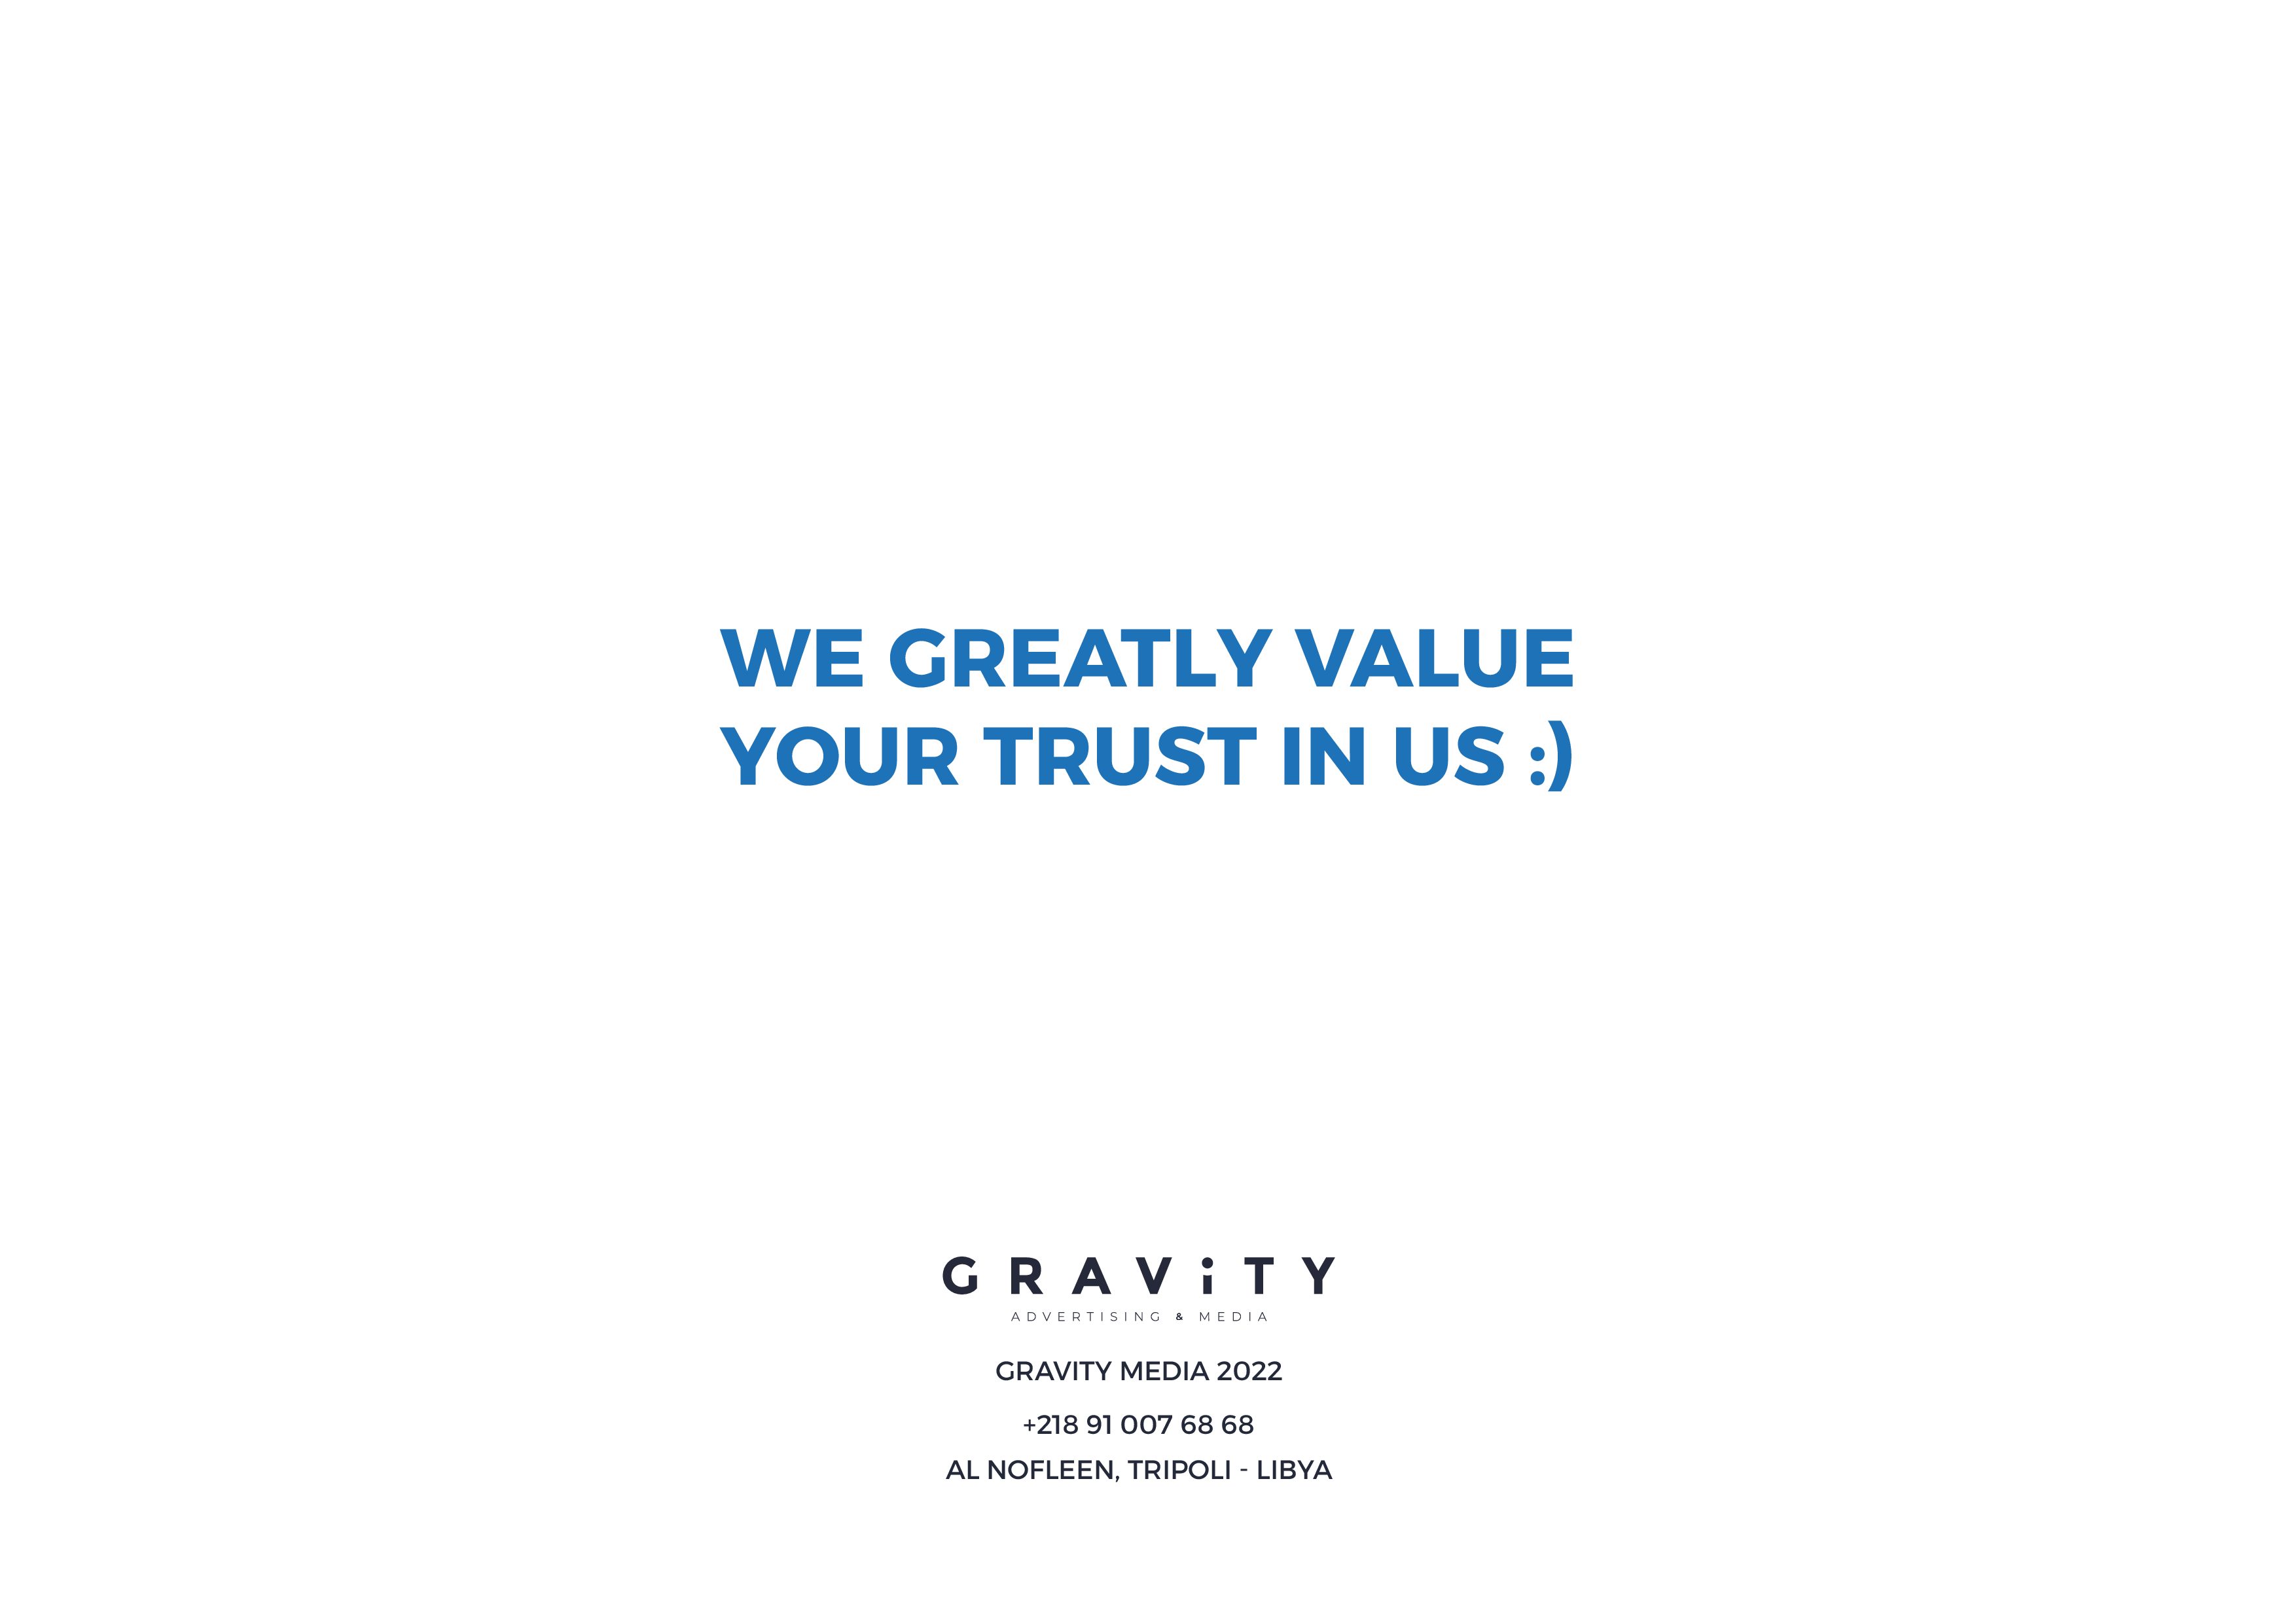 WE GREATLY VALUE
YOUR TRUST IN US :)
GRAViTY
ADVERTISING & MEDIA
GRAVITY MEDIA 2022
+218 91 007 68 68
AL NOFLEEN, TRIPOLI - LIBYA